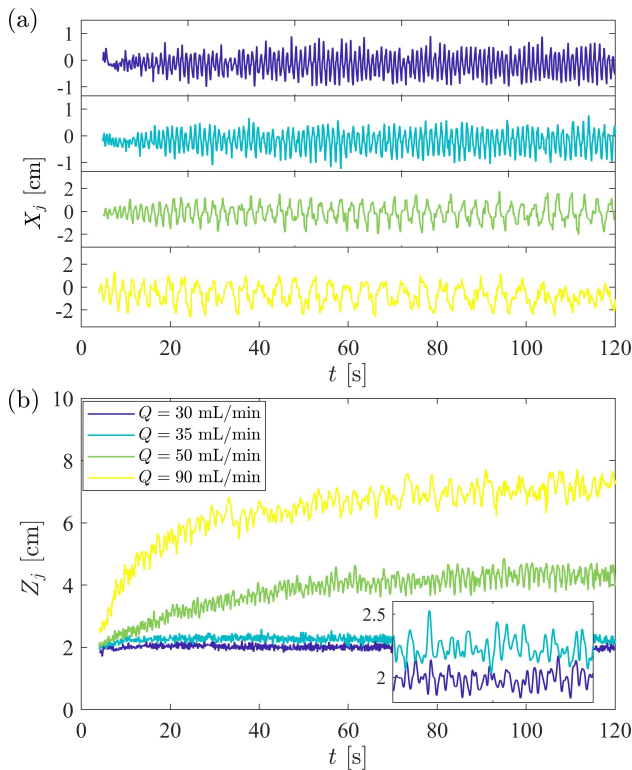 (a)
1
0
-1
1
0
-1
2
0
-2
2
0
-2
X_j [cm]
0 20 40 60 80 100 120
t [s]
(b)
10
8
6
4
2
0
Z_j [cm]
Q = 30 mL/min
Q = 35 mL/min
Q = 50 mL/min
Q = 90 mL/min
2.5
2
0 20 40 60 80 100 120
t [s]